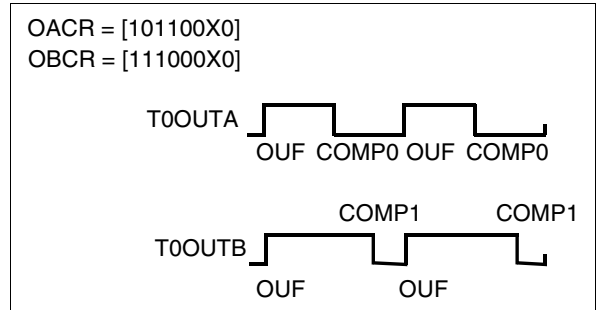 OACR = [101100X0]
OBCR = [111000X0]
T0OUTA
OUF COMP0 OUF COMP0
COMP1 COMP1
T0OUTB
OUF OUF